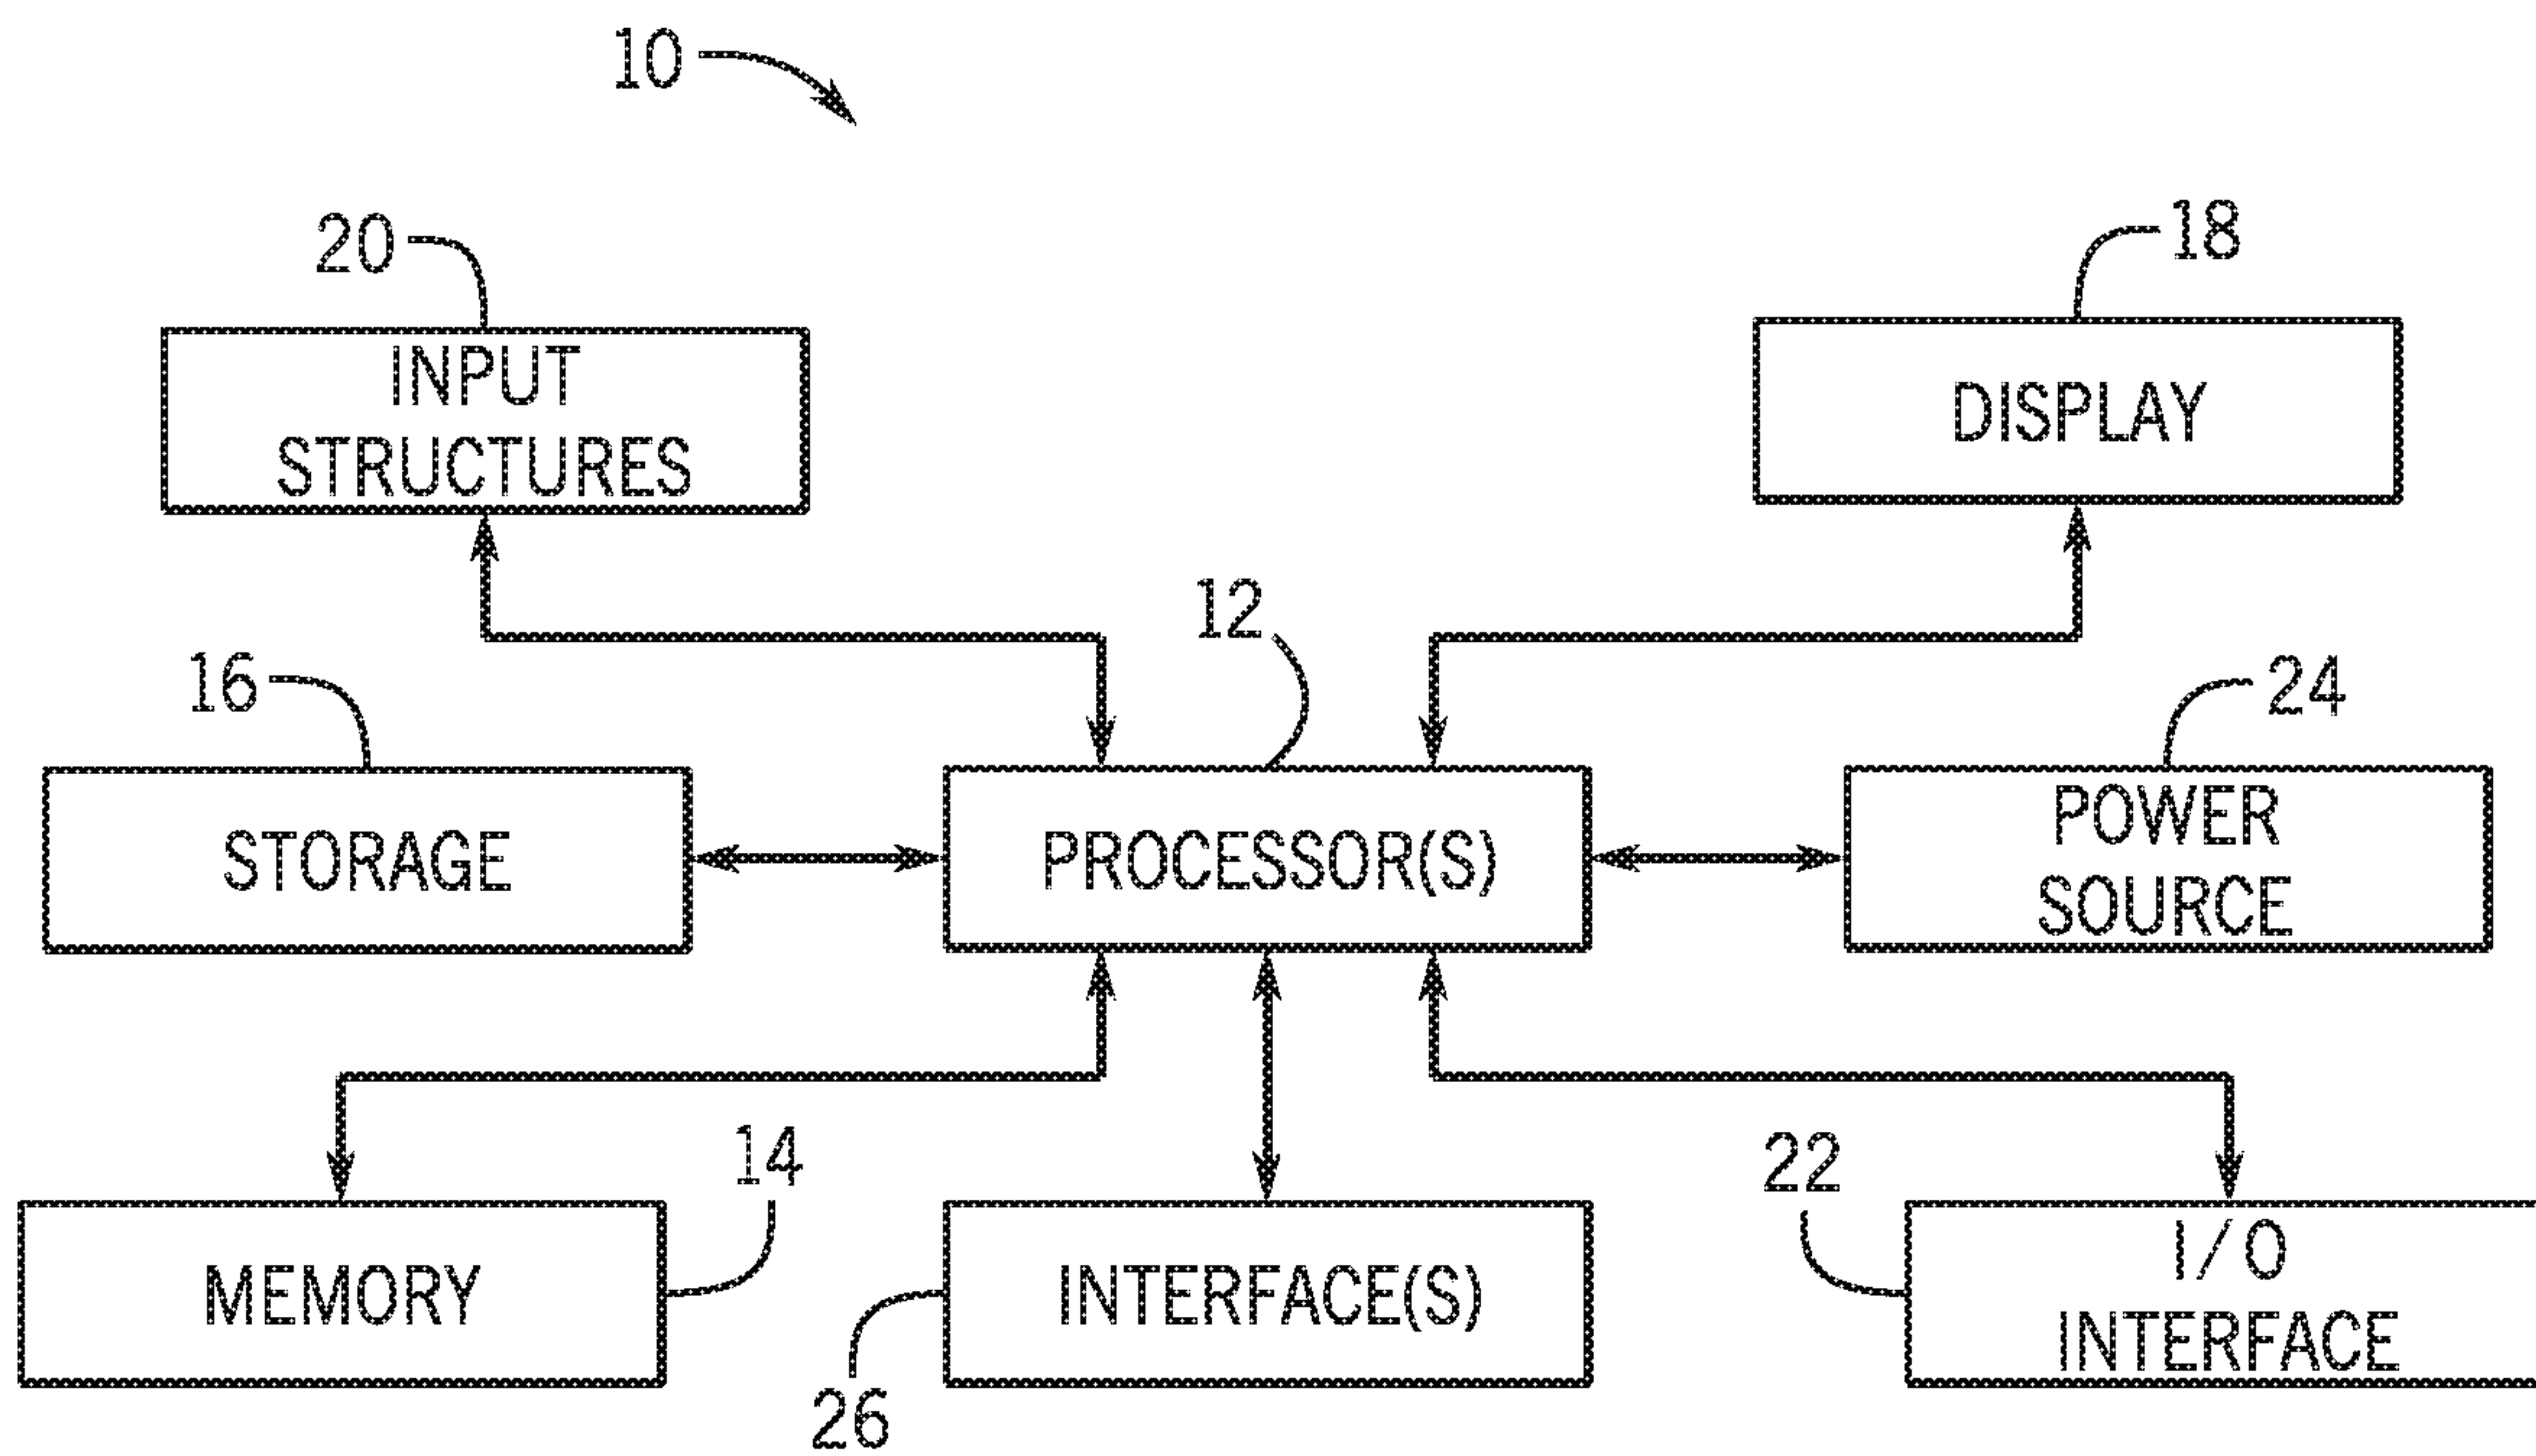 10
20
18
INPUT
STRUCTURES
DISPLAY
12
16
24
STORAGE
PROCESSOR(S)
POWER
SOURCE
14
22
MEMORY
INTERFACE(S)
I/O
INTERFACE
26